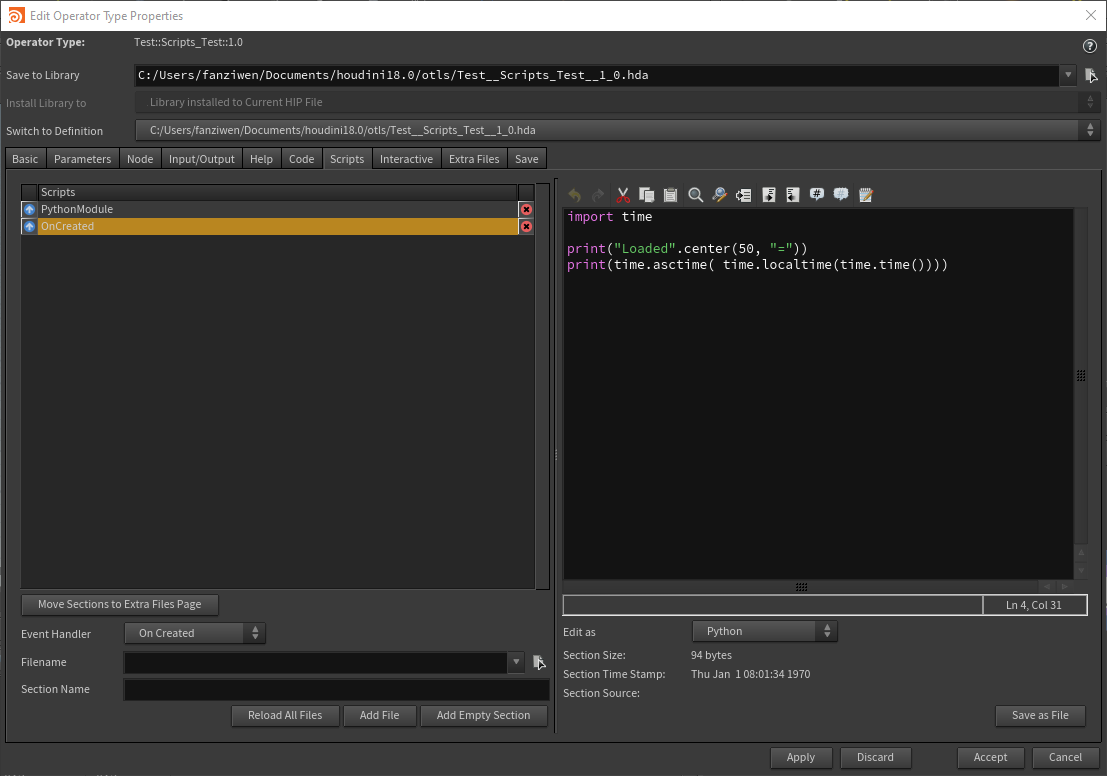 Edit Operator Type Properties
Operator Type: Test::Scripts_Test::1.0
Save to Library C:/Users/fanziwen/Documents/houdini18.0/otls/Test__Scripts_Test__1_0.hda
Install Library to Library installed to Current HIP File
Switch to Definition C:/Users/fanziwen/Documents/houdini18.0/otls/Test__Scripts_Test__1_0.hda
Basic Parameters Node Input/Output Help Code Scripts Interactive Extra Files Save
Scripts
PythonModule
OnCreated
import time
print("Loaded".center(50, "="))
print(time.asctime( time.localtime(time.time())))
Move Sections to Extra Files Page
Ln 4, Col 31
Event Handler On Created
Filename
Section Name
Reload All Files Add File Add Empty Section
Edit as Python
Section Size: 94 bytes
Section Time Stamp: Thu Jan  1 08:01:34 1970
Section Source:
Save as File
Apply Discard Accept Cancel